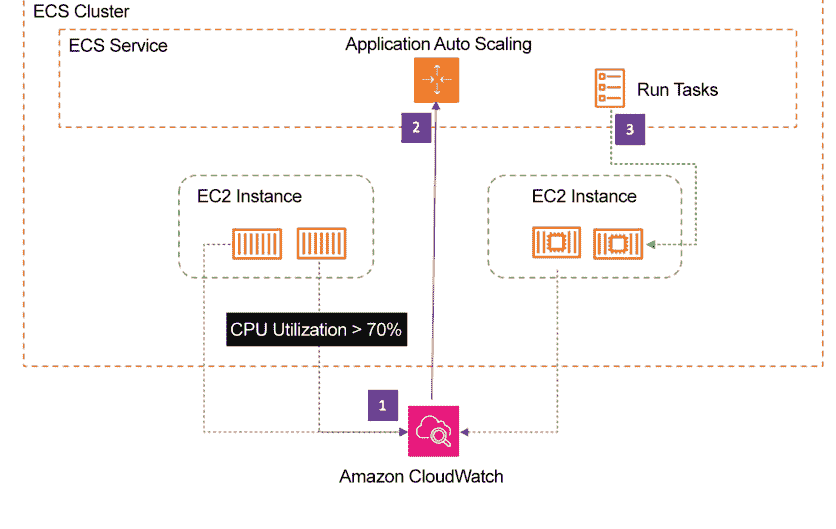 ECS Cluster
ECS Service
Application Auto Scaling
Run Tasks
2
3
EC2 Instance
EC2 Instance
CPU Utilization > 70%
1
Amazon CloudWatch